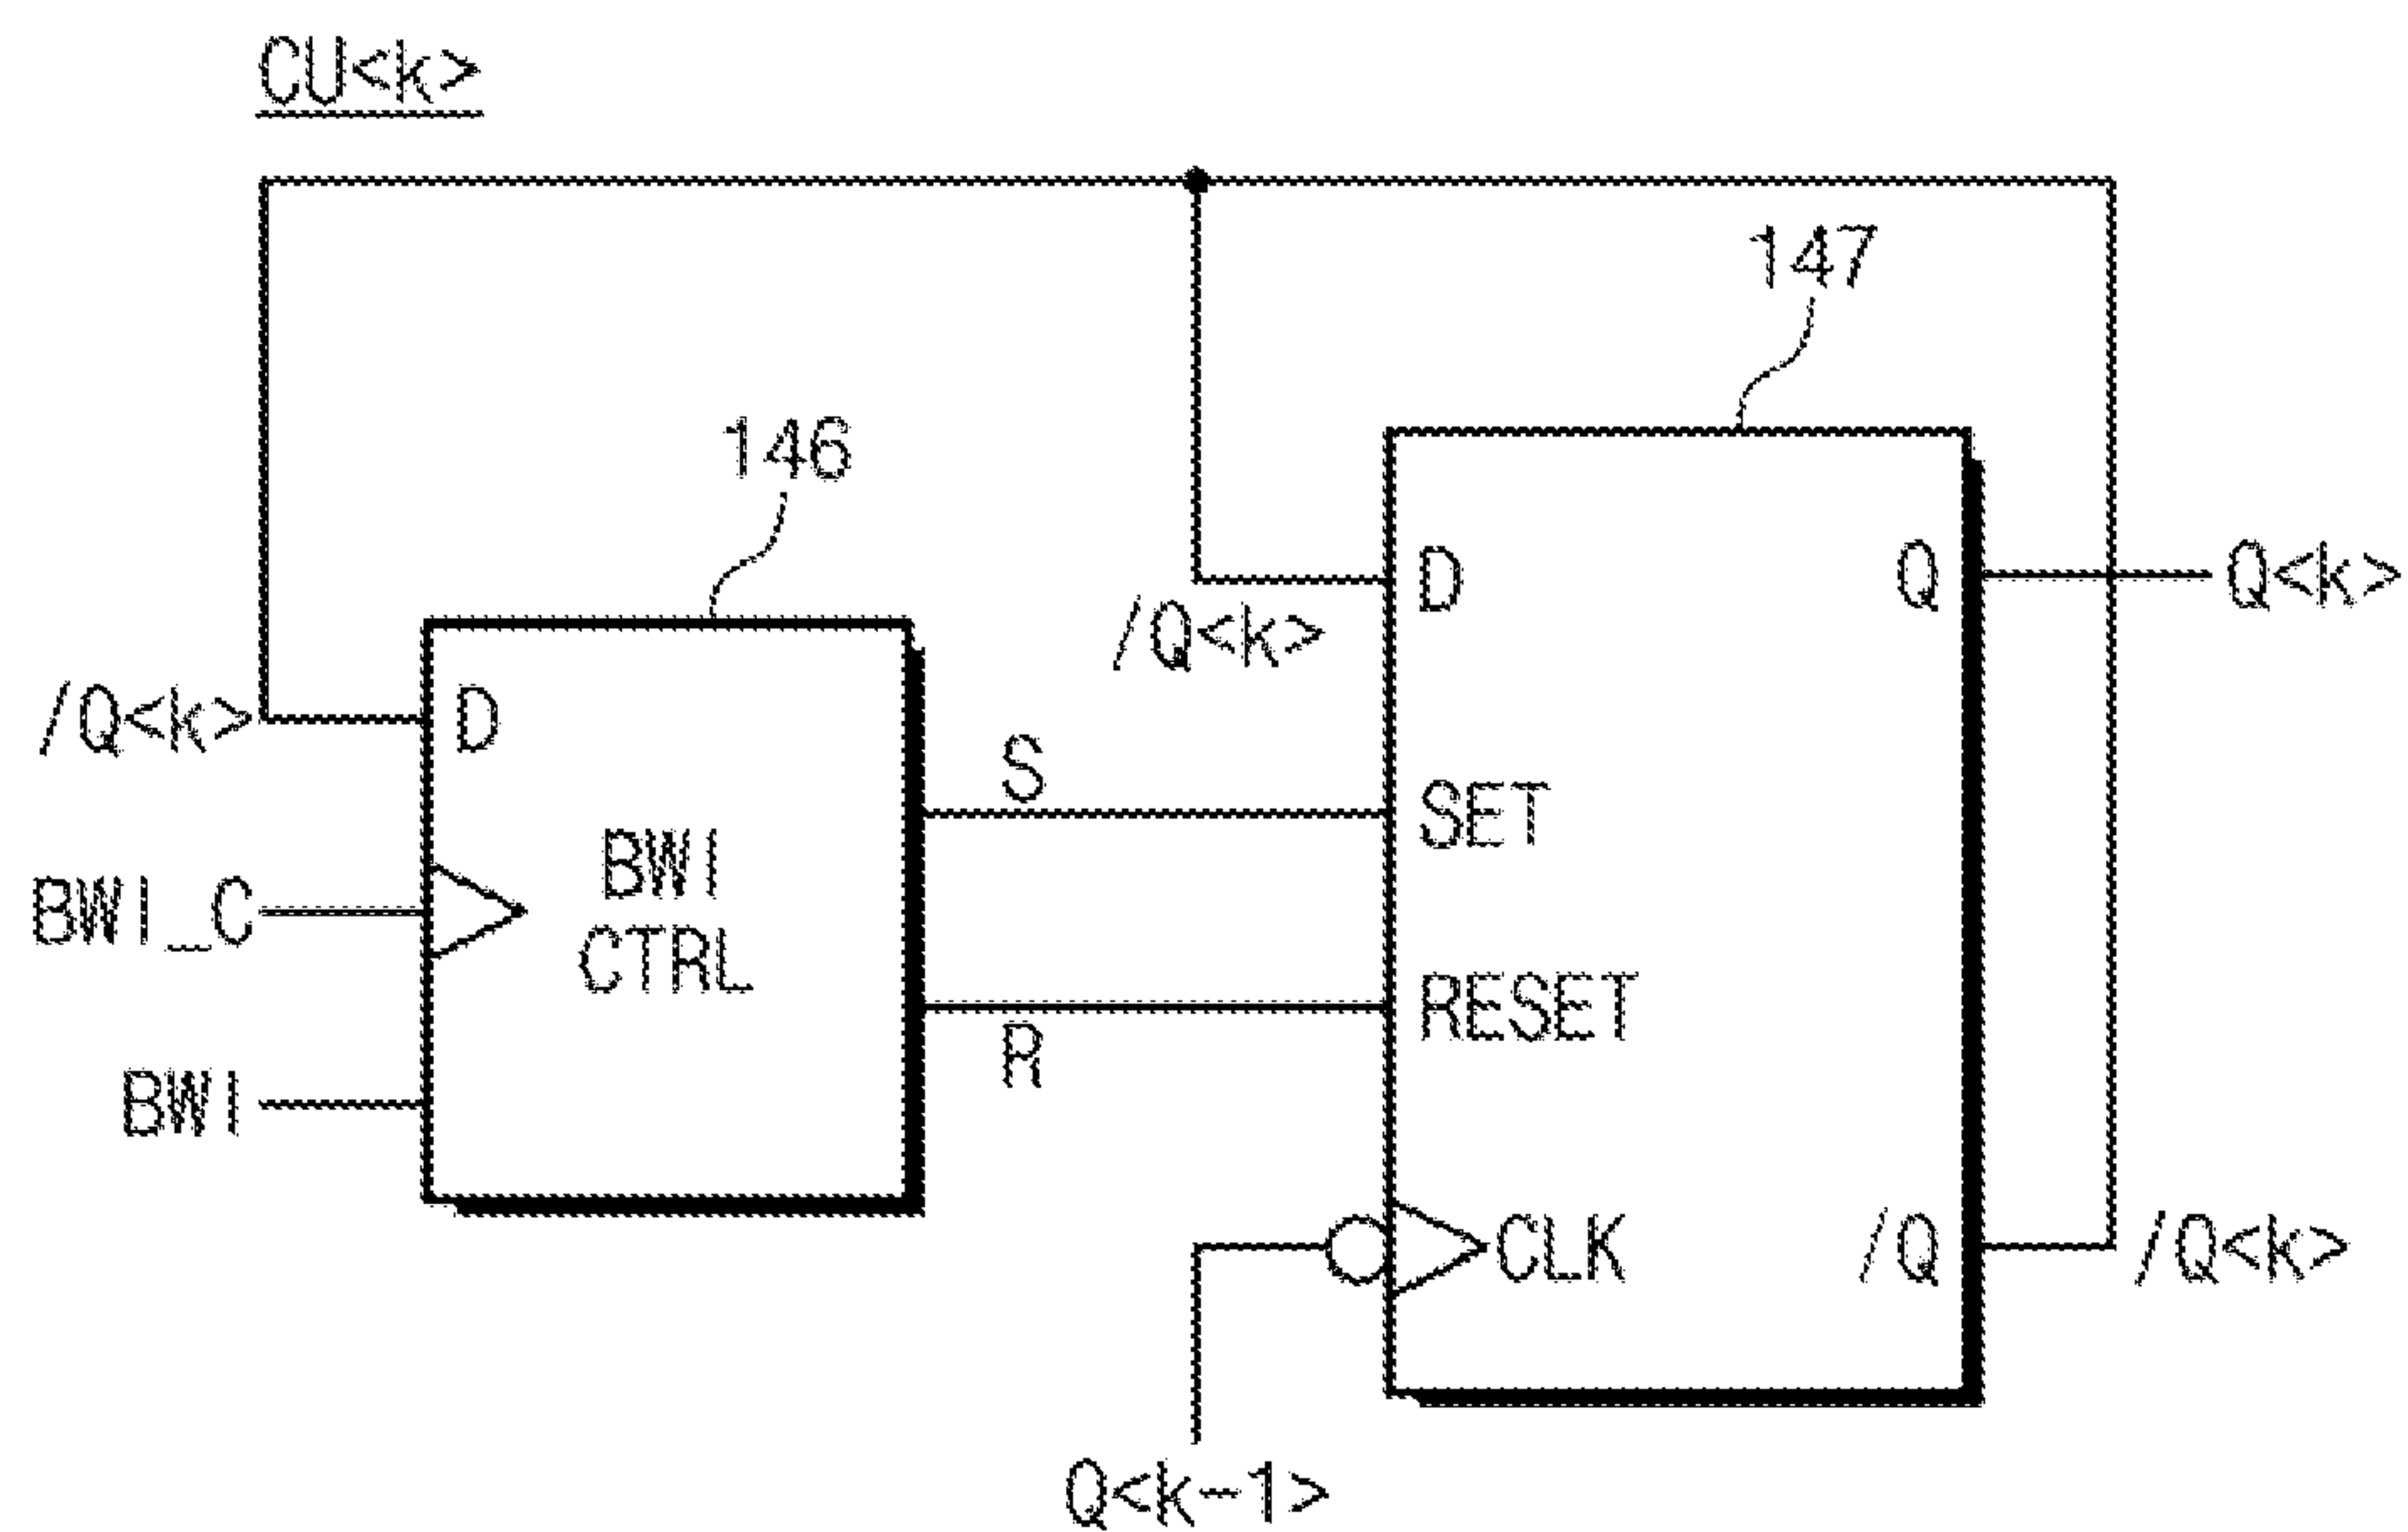 CU<k>
147
146
D
Q
Q<k>
/Q<k>
/Q<k>
D
S
SET
BWI_C
BWI
CTRL
RESET
R
BWI
CLK
/Q
/Q<k>
Q<k-1>